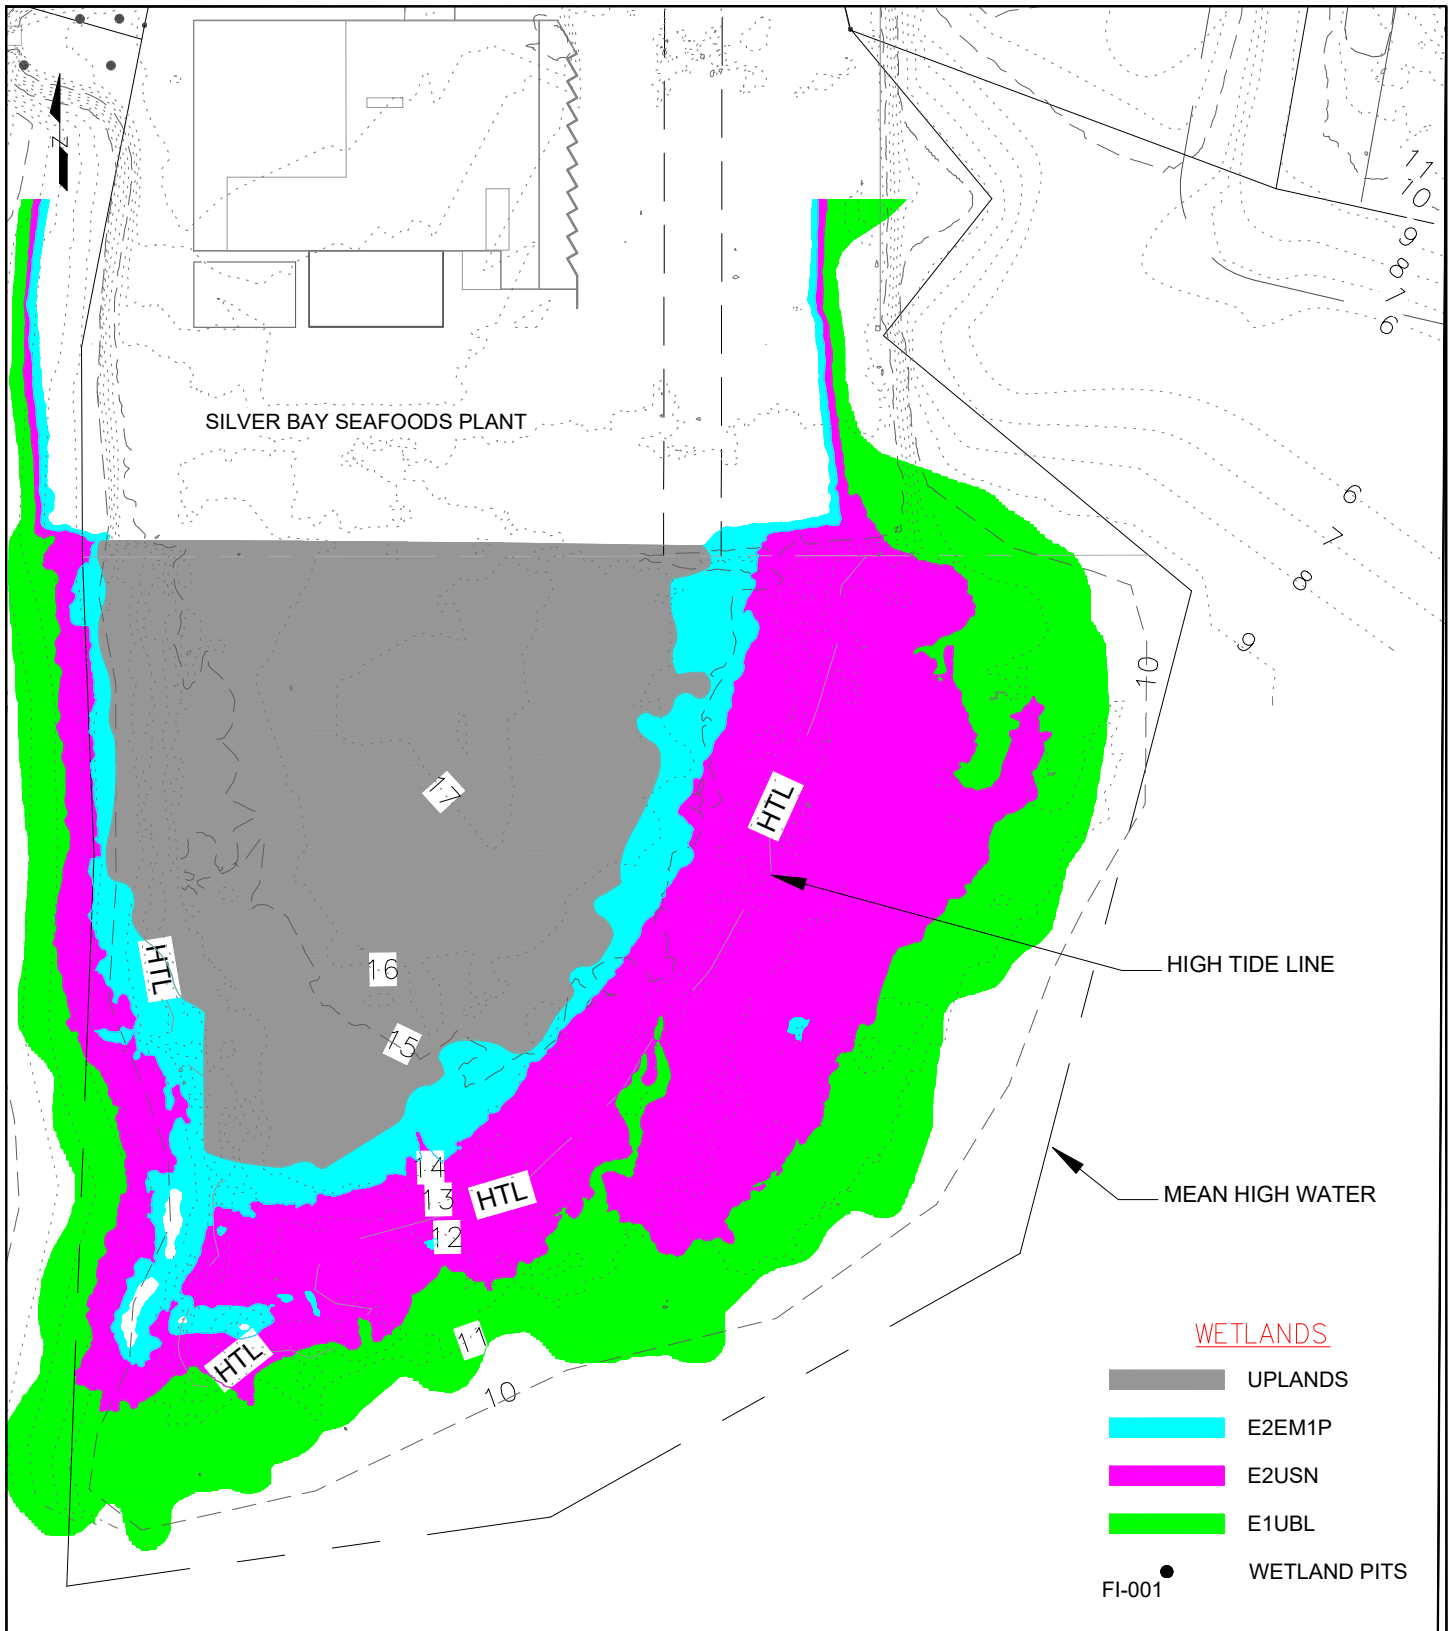 N
11
10
9
8
7
6
SILVER BAY SEAFOODS PLANT
6
7
8
9
10
17
HTL
HTL
16
HIGH TIDE LINE
15
14
HTL
13
12
MEAN HIGH WATER
11
HTL
10
WETLANDS
UPLANDS
E2EM1P
E2USN
E1UBL
WETLAND PITS
FI-001